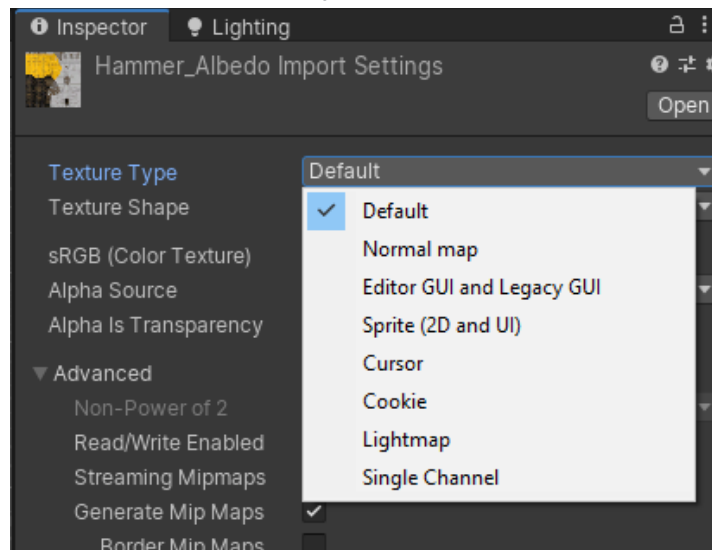 Inspector Lighting
Hammer_Albedo Import Settings
Open
Texture Type Default
Texture Shape
Default
Normal map
sRGB (Color Texture)
Editor GUI and Legacy GUI
Alpha Source
Sprite (2D and UI)
Alpha Is Transparency
Cursor
Advanced
Cookie
Non-Power of 2
Lightmap
Read/Write Enabled
Single Channel
Streaming Mipmaps
Generate Mip Maps
Border Mip Maps